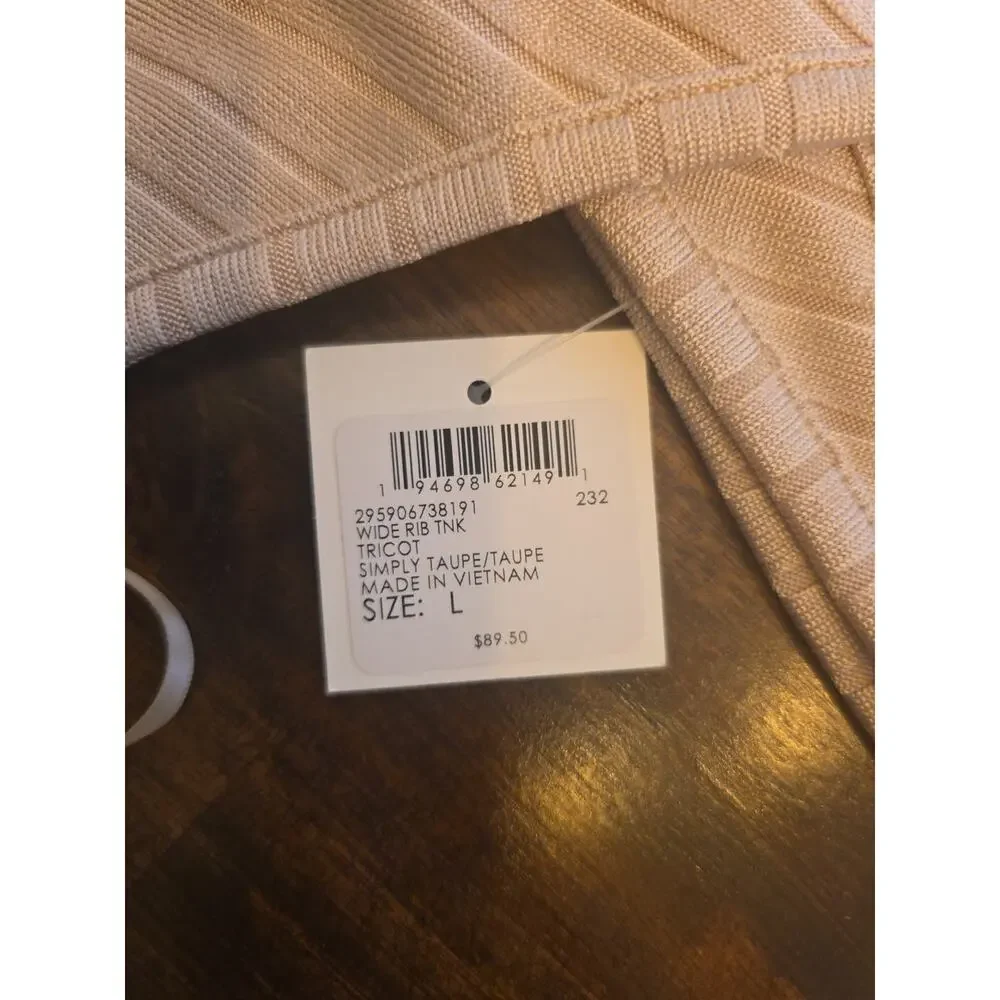 1 94698 62149 1
295906738191 232
WIDE RIB TNK
TRICOT
SIMPLY TAUPE/TAUPE
MADE IN VIETNAM
SIZE: L
$89.50